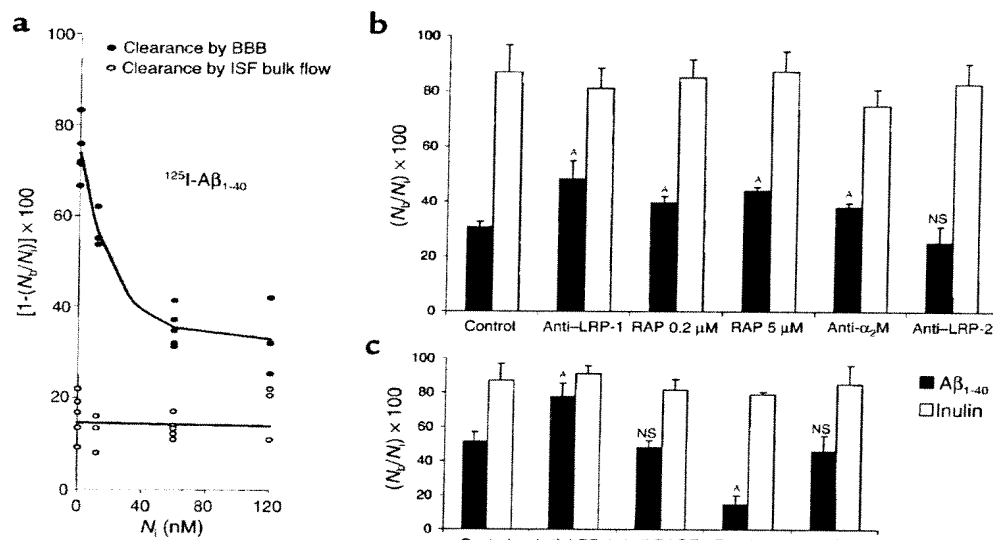 a
100
80
60
40
20
0
[1-(Nb/Ni)] × 100
Clearance by BBB
Clearance by ISF bulk flow
125I-Aβ1-40
0
40
80
120
Ni (nM)
b
100
80
60
40
20
0
(Nb/Ni) × 100
A
A
A
A
NS
Control
Anti–LRP-1
RAP 0.2 µM
RAP 5 µM
Anti-α2M
Anti–LRP-2
c
100
80
60
40
20
0
(Nb/Ni) × 100
A
NS
A
NS
Aβ1-40
Inulin